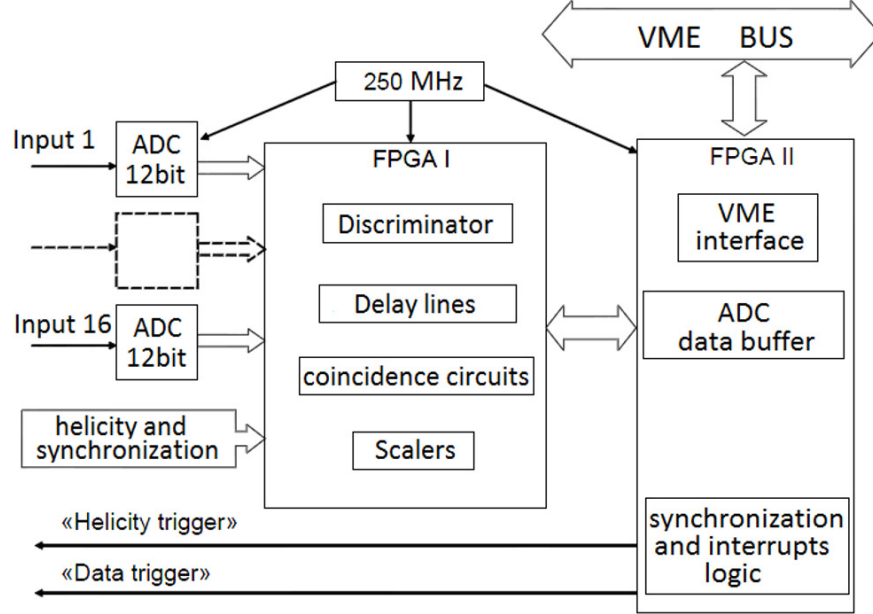 VME BUS
250 MHz
Input 1
ADC
12bit
FPGA I
FPGA II
Discriminator
VME
interface
Delay lines
ADC
data buffer
Input 16
ADC
12bit
coincidence circuits
helicity and
synchronization
Scalers
«Helicity trigger»
synchronization
and interrupts
logic
«Data trigger»